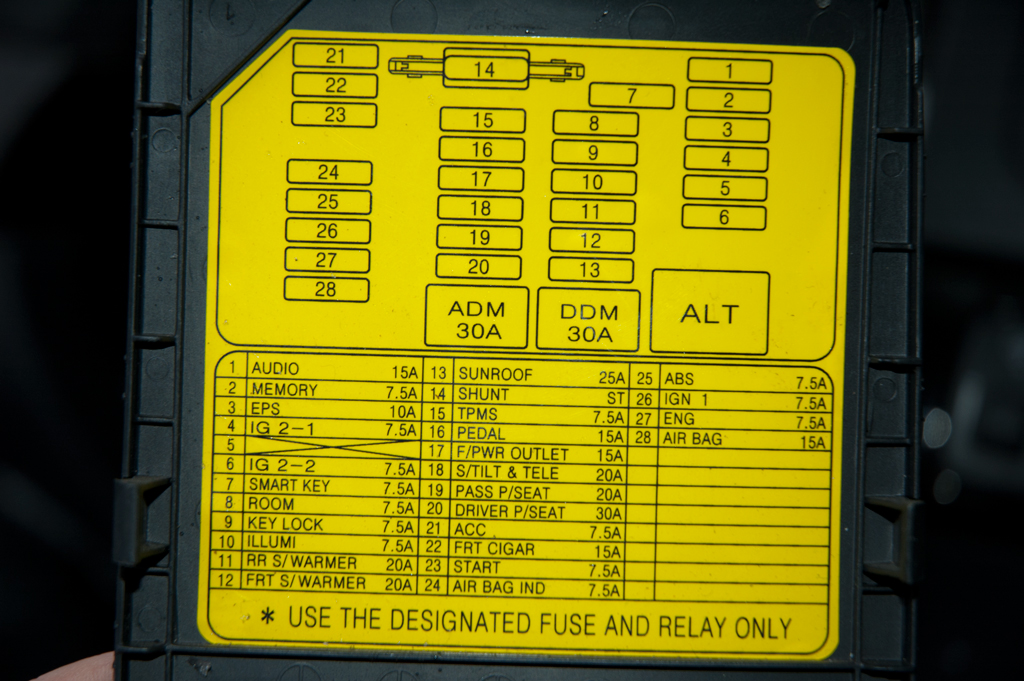 21
14
1
22
7
2
23
15
8
3
16
9
4
24
17
10
5
25
18
11
6
26
19
12
27
20
13
28
ADM 30A
DDM 30A
ALT
1 AUDIO 15A 13 SUNROOF 25A 25 ABS 7.5A
2 MEMORY 7.5A 14 SHUNT ST 26 IGN 1 7.5A
3 EPS 10A 15 TPMS 7.5A 27 ENG 7.5A
4 IG 2-1 7.5A 16 PEDAL 15A 28 AIR BAG 15A
5 17 F/PWR OUTLET 15A
6 IG 2-2 7.5A 18 S/TILT & TELE 20A
7 SMART KEY 7.5A 19 PASS P/SEAT 20A
8 ROOM 7.5A 20 DRIVER P/SEAT 30A
9 KEY LOCK 7.5A 21 ACC 7.5A
10 ILLUMI 7.5A 22 FRT CIGAR 15A
11 RR S/WARMER 20A 23 START 7.5A
12 FRT S/WARMER 20A 24 AIR BAG IND 7.5A
* USE THE DESIGNATED FUSE AND RELAY ONLY